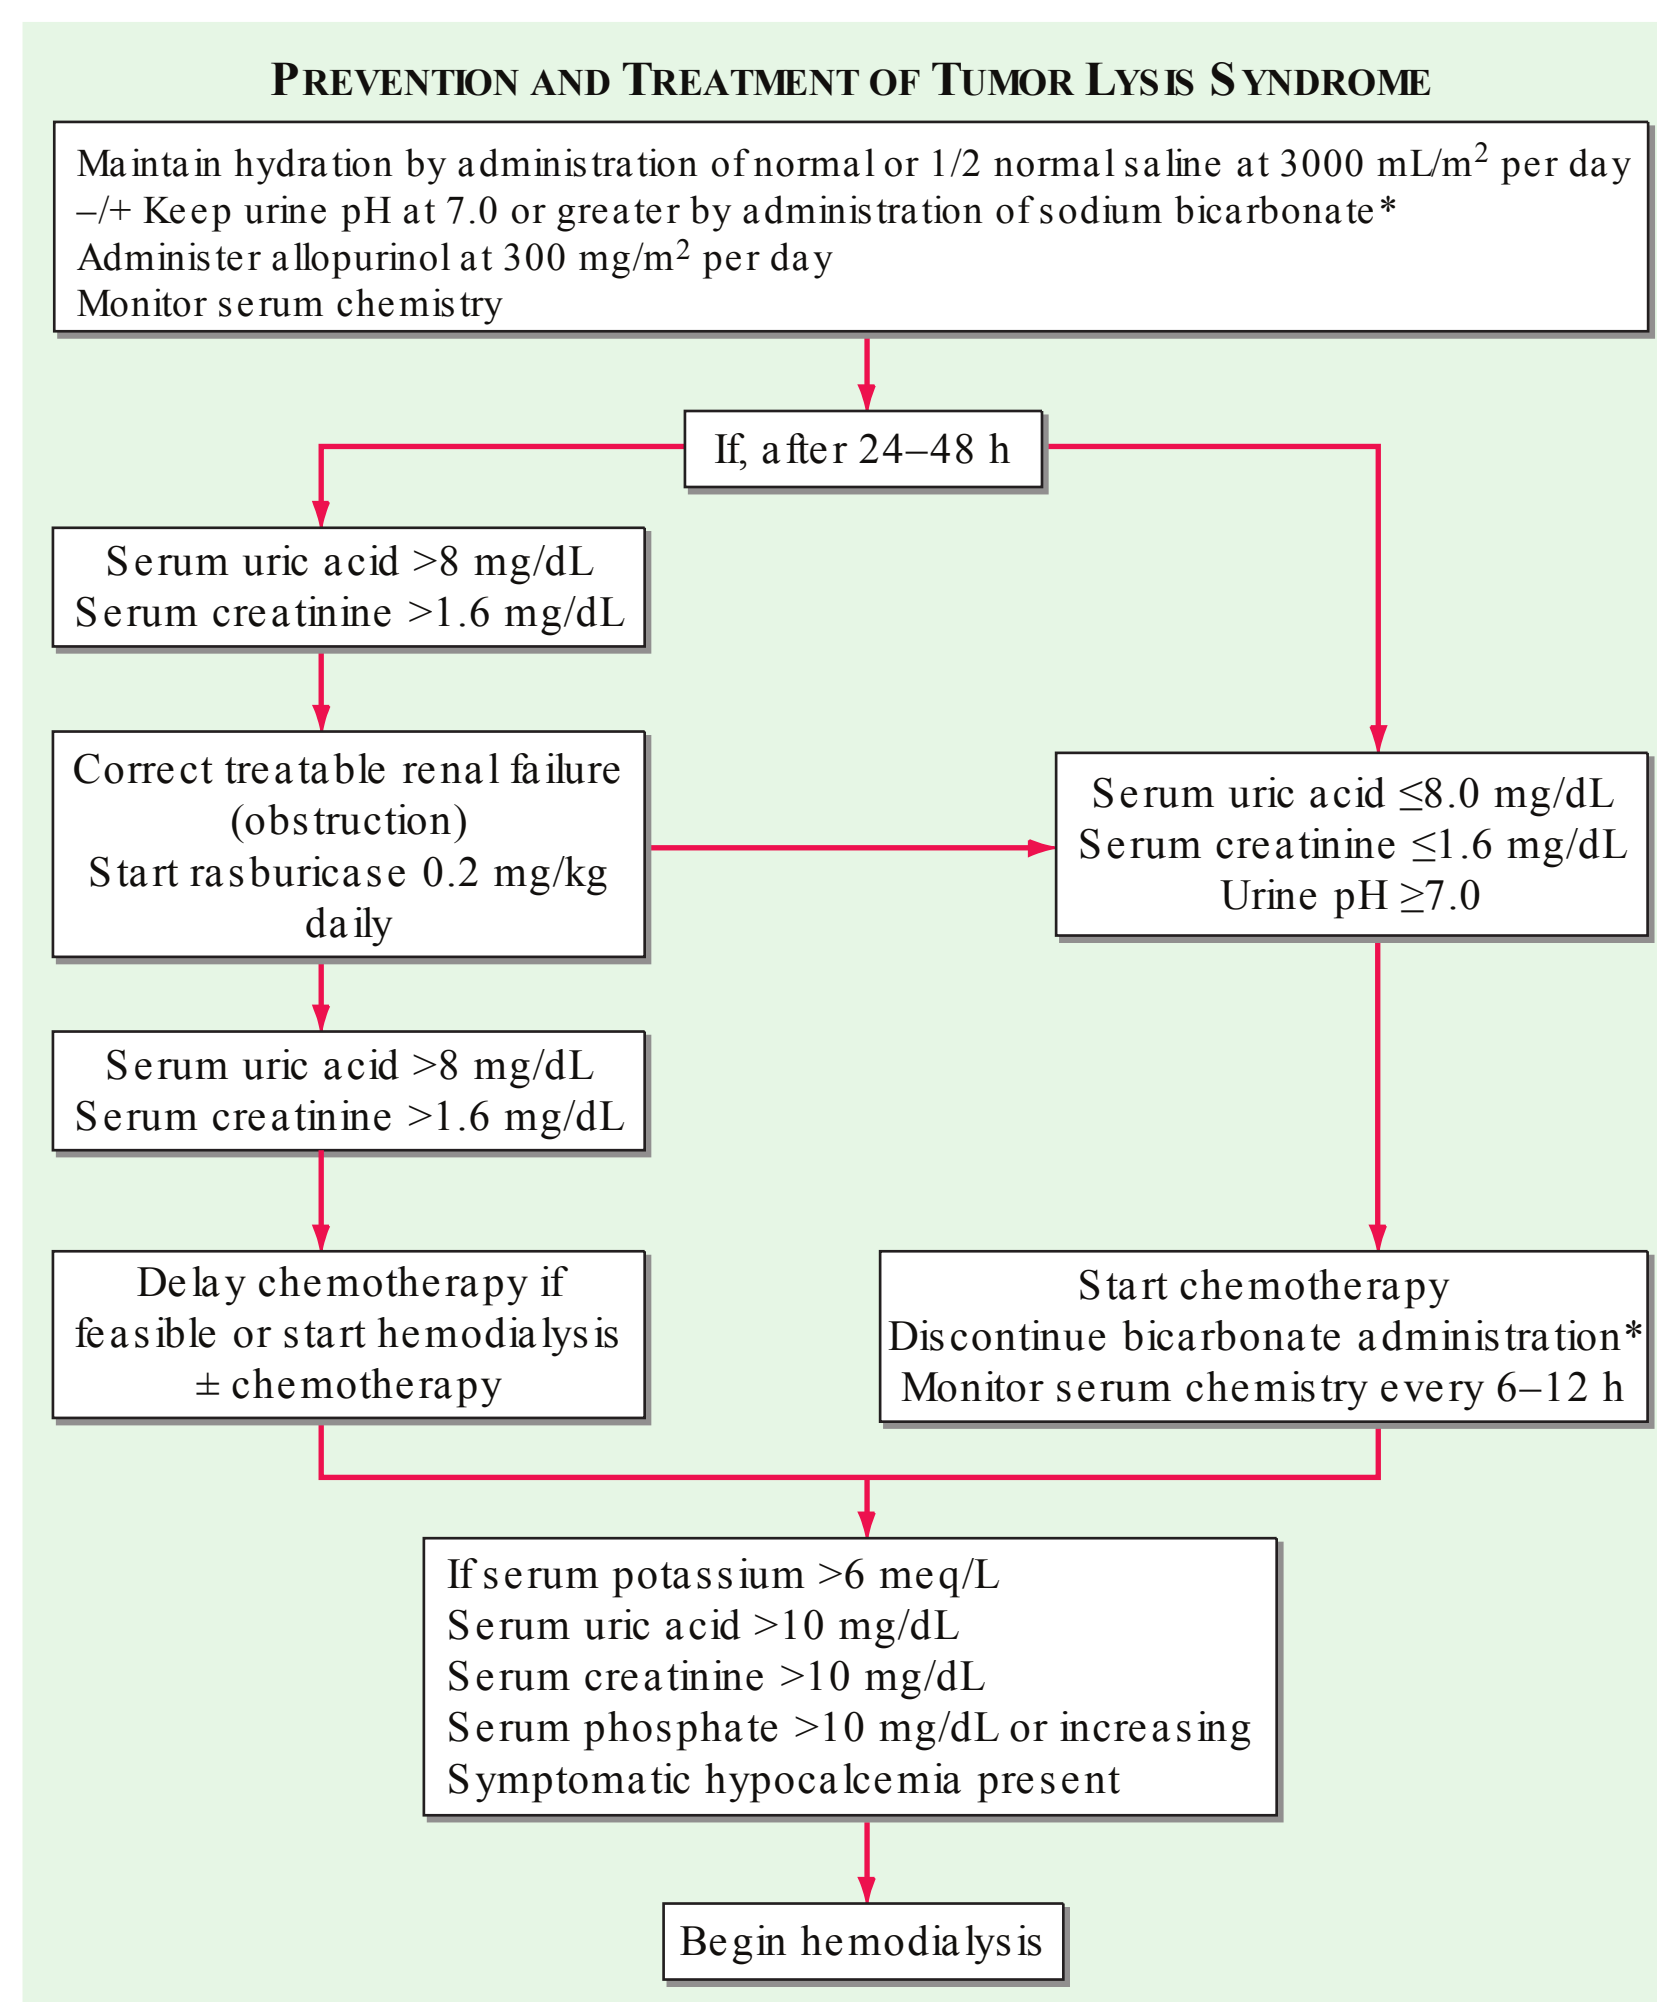 PREVENTION AND TREATMENT OF TUMOR LYSIS SYNDROME
Maintain hydration by administration of normal or 1/2 normal saline at 3000 mL/m² per day
–/+ Keep urine pH at 7.0 or greater by administration of sodium bicarbonate*
Administer allopurinol at 300 mg/m² per day
Monitor serum chemistry
If, after 24–48 h
Serum uric acid >8 mg/dL
Serum creatinine >1.6 mg/dL
Correct treatable renal failure
(obstruction)
Start rasburicase 0.2 mg/kg
daily
Serum uric acid ≤8.0 mg/dL
Serum creatinine ≤1.6 mg/dL
Urine pH ≥7.0
Serum uric acid >8 mg/dL
Serum creatinine >1.6 mg/dL
Delay chemotherapy if
feasible or start hemodialysis
± chemotherapy
Start chemotherapy
Discontinue bicarbonate administration*
Monitor serum chemistry every 6–12 h
If serum potassium >6 meq/L
Serum uric acid >10 mg/dL
Serum creatinine >10 mg/dL
Serum phosphate >10 mg/dL or increasing
Symptomatic hypocalcemia present
Begin hemodialysis